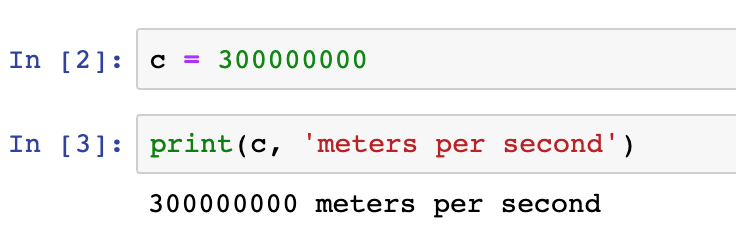 In [2]: c = 300000000
In [3]: print(c, 'meters per second')
300000000 meters per second